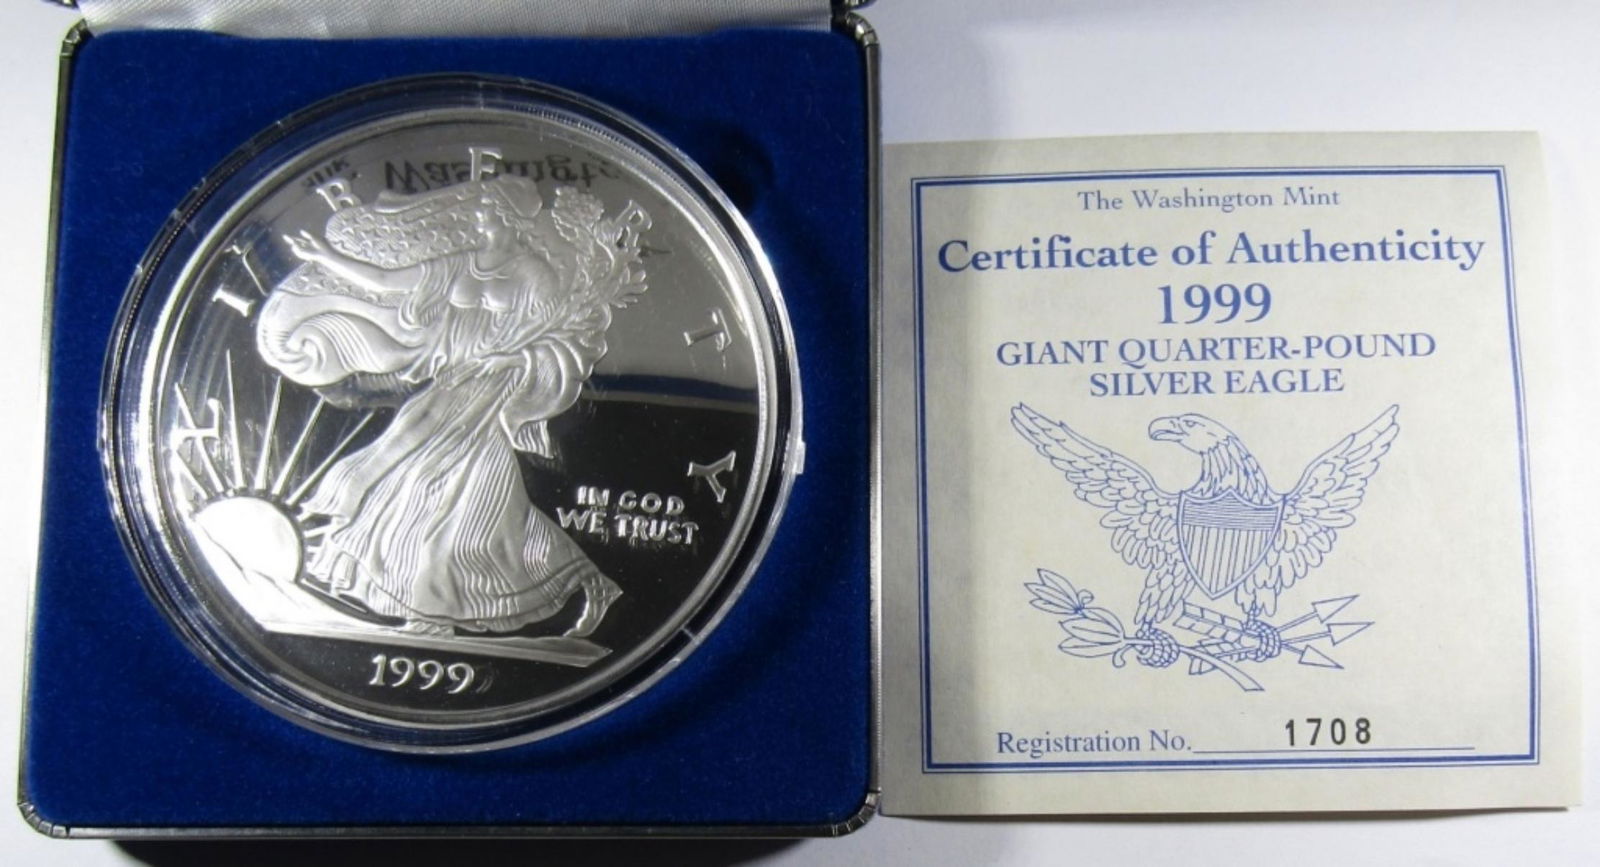 LIBERTY
IN GOD
WE TRUST
1999
The Washington Mint
Certificate of Authenticity
1999
GIANT QUARTER-POUND
SILVER EAGLE
Registration No. 1708